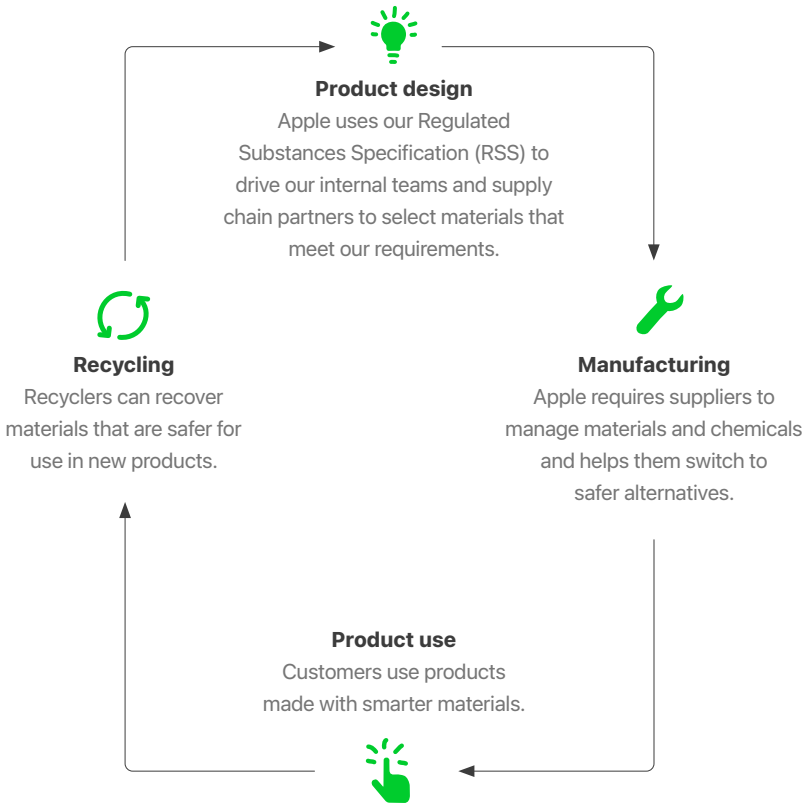 Product design
Apple uses our Regulated
Substances Specification (RSS) to
drive our internal teams and supply
chain partners to select materials that
meet our requirements.
Manufacturing
Apple requires suppliers to
manage materials and chemicals
and helps them switch to
safer alternatives.
Product use
Customers use products
made with smarter materials.
Recycling
Recyclers can recover
materials that are safer for
use in new products.